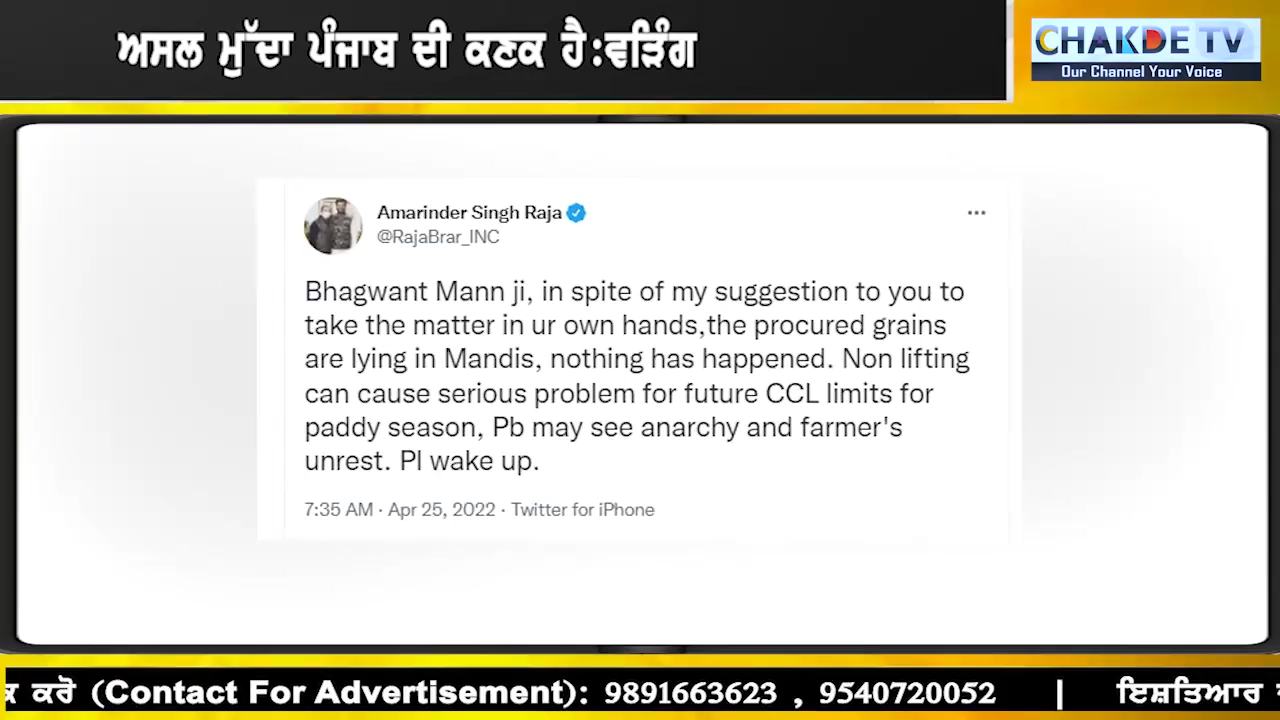 ਅਸਲ ਮੁੱਦਾ ਪੰਜਾਬ ਦੀ ਕਣਕ ਹੈ:ਵੜਿੰਗ
CHAKDE TV
Our Channel Your Voice
Amarinder Singh Raja
@RajaBrar_INC
Bhagwant Mann ji, in spite of my suggestion to you to
take the matter in ur own hands,the procured grains
are lying in Mandis, nothing has happened. Non lifting
can cause serious problem for future CCL limits for
paddy season, Pb may see anarchy and farmer's
unrest. Pl wake up.
7:35 AM · Apr 25, 2022 · Twitter for iPhone
ਕਰੋ (Contact For Advertisement): 9891663623 , 9540720052 | ਇਸ਼ਤਿਆਰ